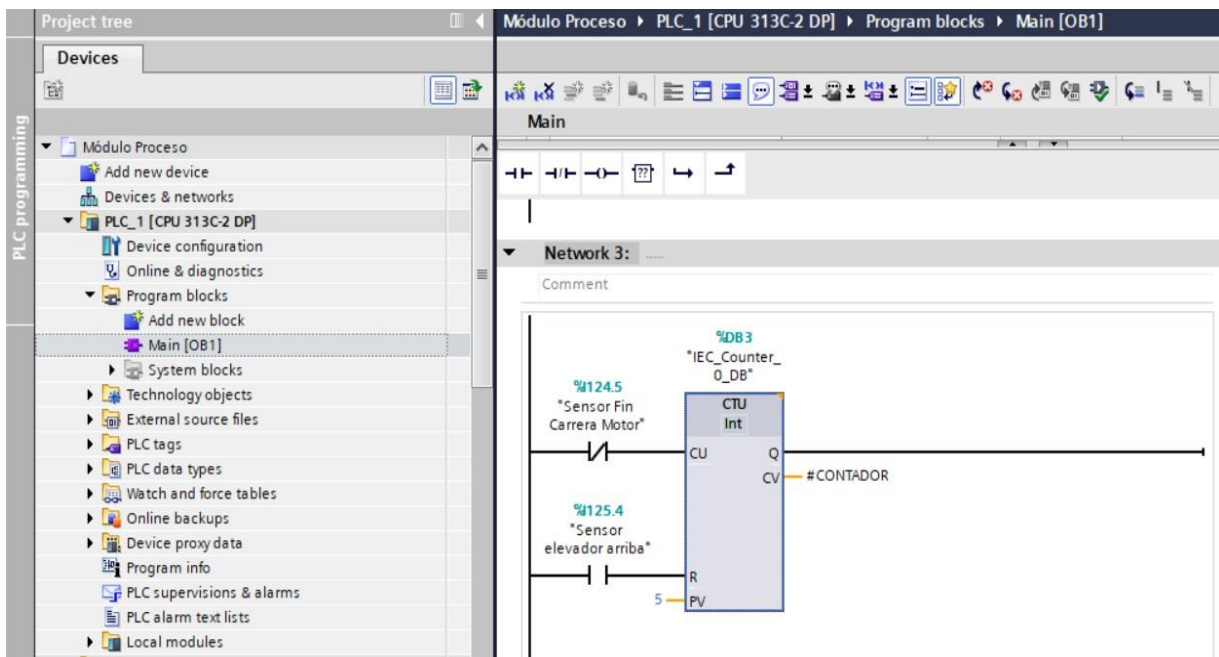 Project tree
Devices
PLC programming
Módulo Proceso
Add new device
Devices & networks
PLC_1 [CPU 313C-2 DP]
Device configuration
Online & diagnostics
Program blocks
Add new block
Main [OB1]
System blocks
Technology objects
External source files
PLC tags
PLC data types
Watch and force tables
Online backups
Device proxy data
Program info
PLC supervisions & alarms
PLC alarm text lists
Local modules
Módulo Proceso PLC_1 [CPU 313C-2 DP] Program blocks Main [OB1]
Main
??
Network 3: .....
Comment
%DB3
"IEC_Counter_
0_DB"
%I124.5
"Sensor Fin
Carrera Motor"
CTU
Int
CU Q
CV #CONTADOR
%I125.4
"Sensor
elevador arriba"
R
5 PV